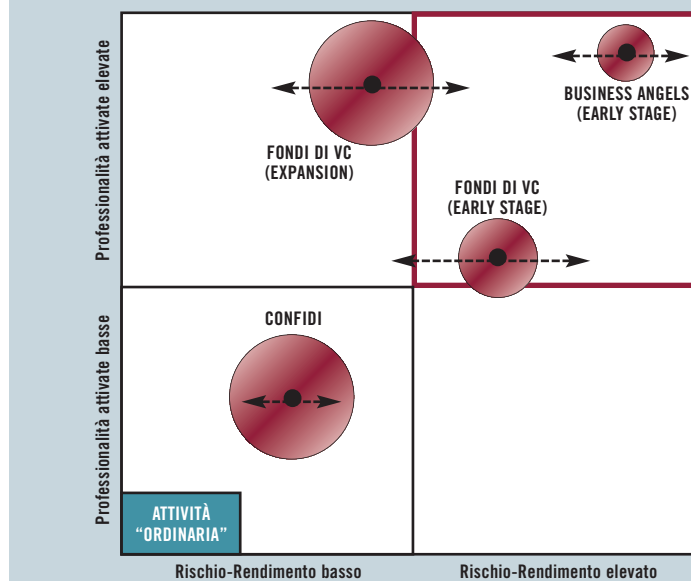 Professionalità attivate elevate
BUSINESS ANGELS
(EARLY STAGE)
FONDI DI VC
(EXPANSION)
FONDI DI VC
(EARLY STAGE)
Professionalità attivate basse
CONFIDI
ATTIVITÀ
“ORDINARIA”
Rischio-Rendimento basso
Rischio-Rendimento elevato